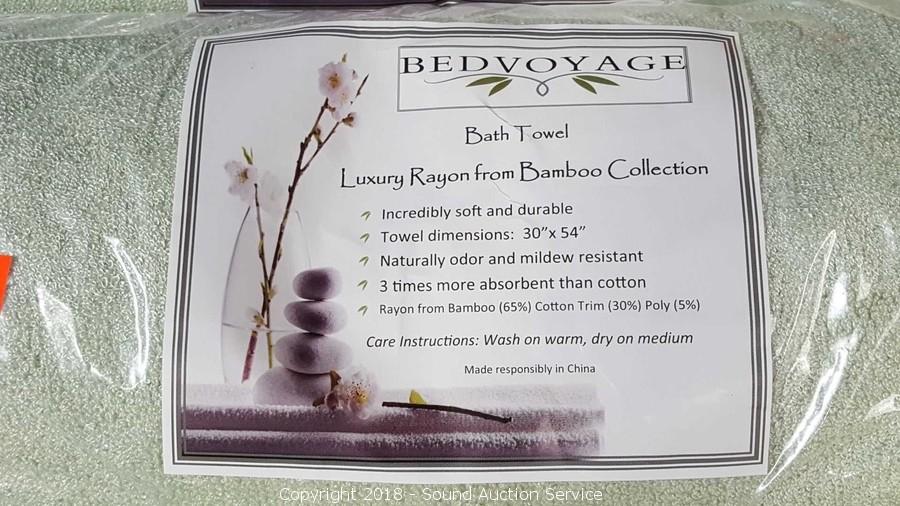 BEDVOYAGE
Bath Towel
Luxury Rayon from Bamboo Collection
Incredibly soft and durable
Towel dimensions: 30”x 54”
Naturally odor and mildew resistant
3 times more absorbent than cotton
Rayon from Bamboo (65%) Cotton Trim (30%) Poly (5%)
Care Instructions: Wash on warm, dry on medium
Made responsibly in China
Copyright 2018 - Sound Auction Service